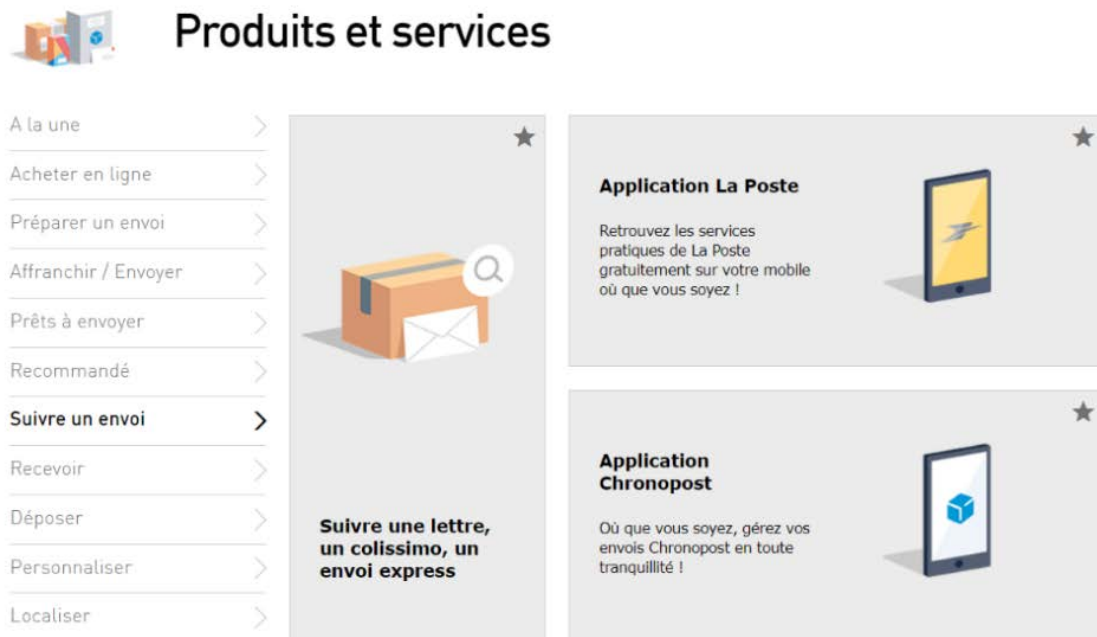 Produits et services
A la une
Acheter en ligne
Préparer un envoi
Affranchir / Envoyer
Prêts à envoyer
Recommandé
Suivre un envoi
Recevoir
Déposer
Personnaliser
Localiser
Suivre une lettre,
un colissimo, un
envoi express
Application La Poste
Retrouvez les services
pratiques de La Poste
gratuitement sur votre mobile
où que vous soyez !
Application
Chronopost
Où que vous soyez, gérez vos
envois Chronopost en toute
tranquillité !